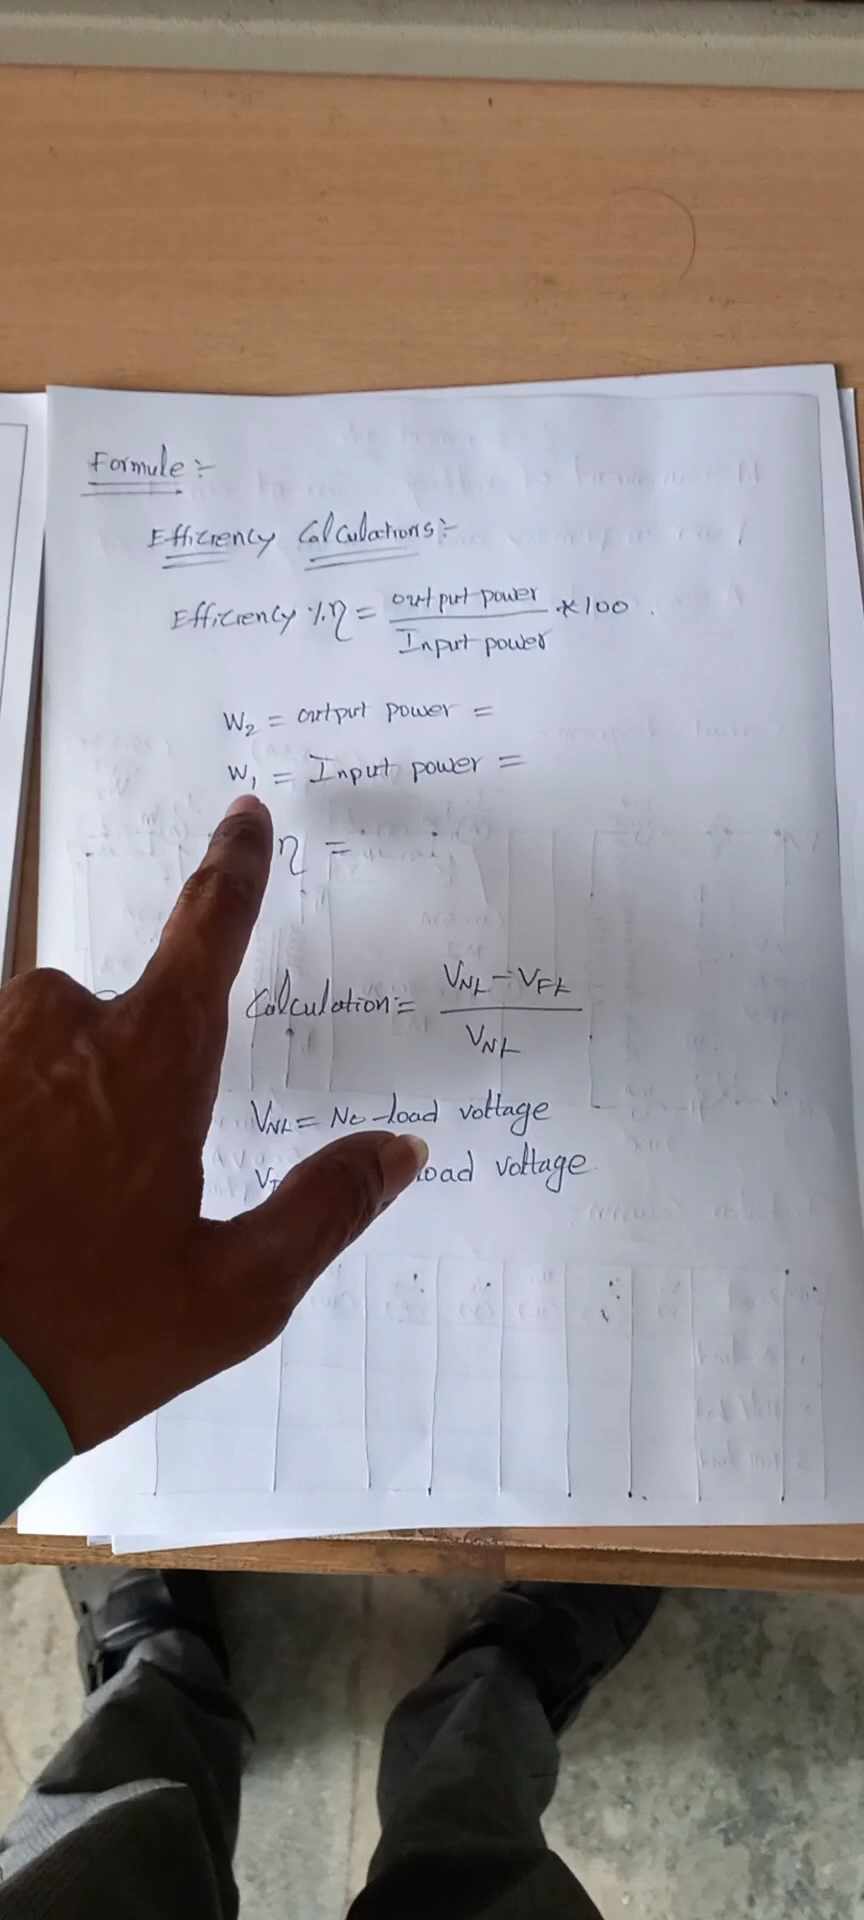 Formule:-
Efficiency Calculations:-
Efficiency %η = output power / Input power *100.
W2 = output power =
W1 = Input power =
η =
Calculation = VNL - VFL / VNL
VNL = No-load voltage
load voltage